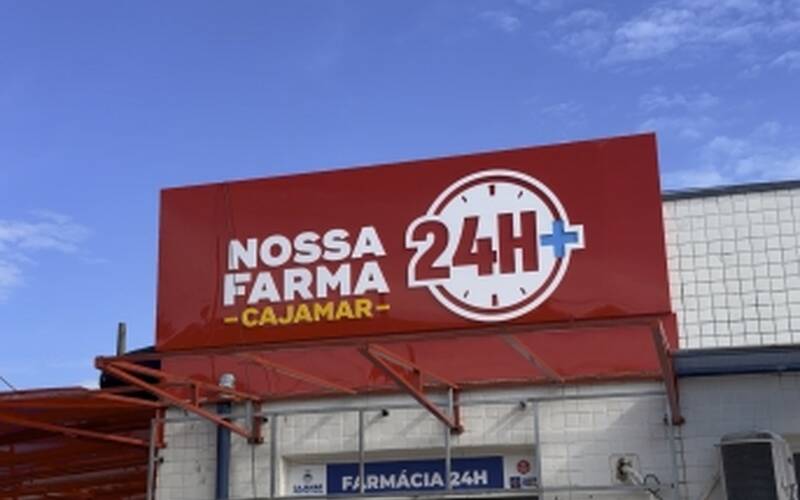 NOSSA
FARMA
-CAJAMAR-
24H+
FARMÁCIA 24H